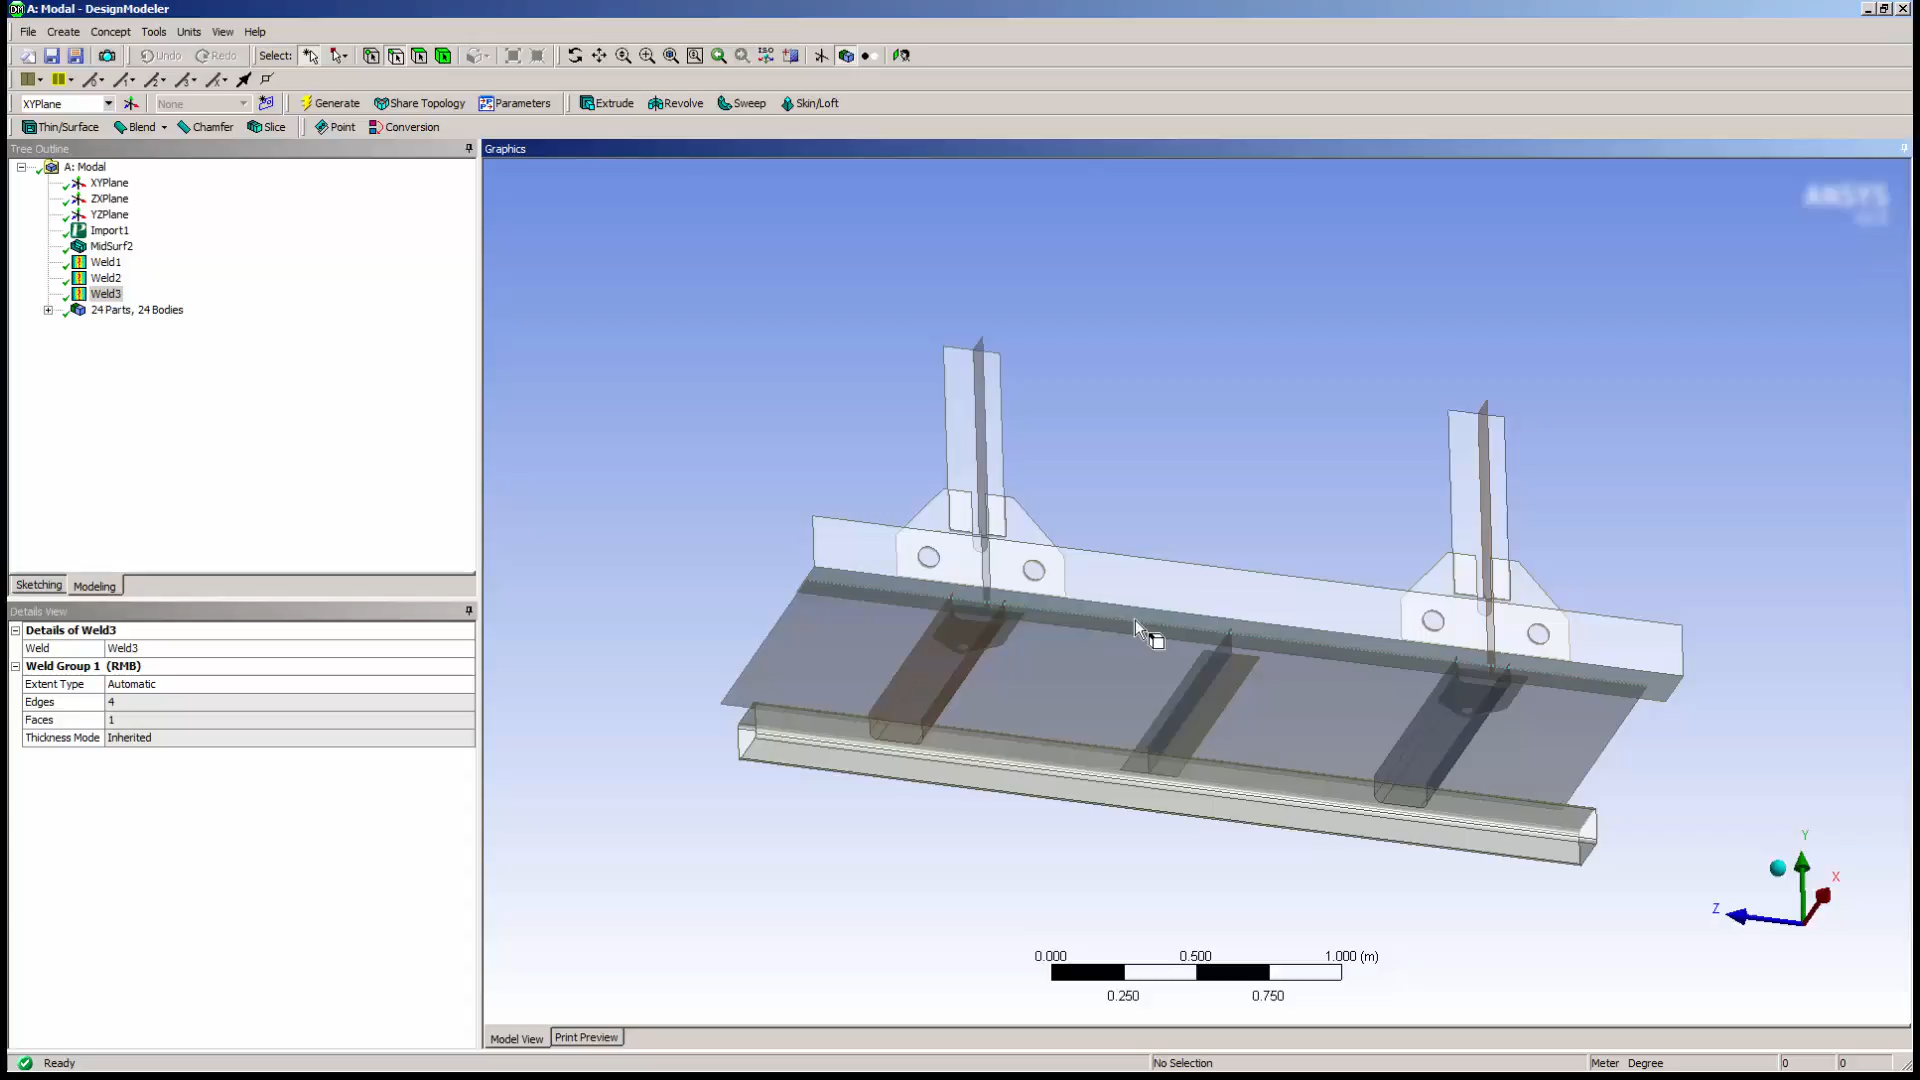 A: Modal - DesignModeler
File Create Concept Tools Units View Help
Undo Redo Select: ISO
XYPlane None Generate Share Topology Parameters Extrude Revolve Sweep Skin/Loft
Thin/Surface Blend Chamfer Slice Point Conversion
Tree Outline
A: Modal
XYPlane
ZXPlane
YZPlane
Import1
MidSurf2
Weld1
Weld2
Weld3
24 Parts, 24 Bodies
Sketching Modeling
Details View
Details of Weld3
Weld Weld3
Weld Group 1 (RMB)
Extent Type Automatic
Edges 4
Faces 1
Thickness Mode Inherited
Graphics
ANSYS
Y
X
Z
0.000 0.500 1.000 (m)
0.250 0.750
Model View Print Preview
Ready No Selection Meter Degree 0 0